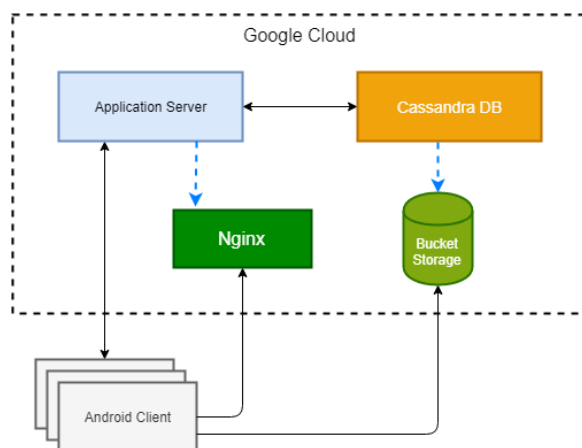 Google Cloud
Application Server
Cassandra DB
Nginx
Bucket
Storage
Android Client